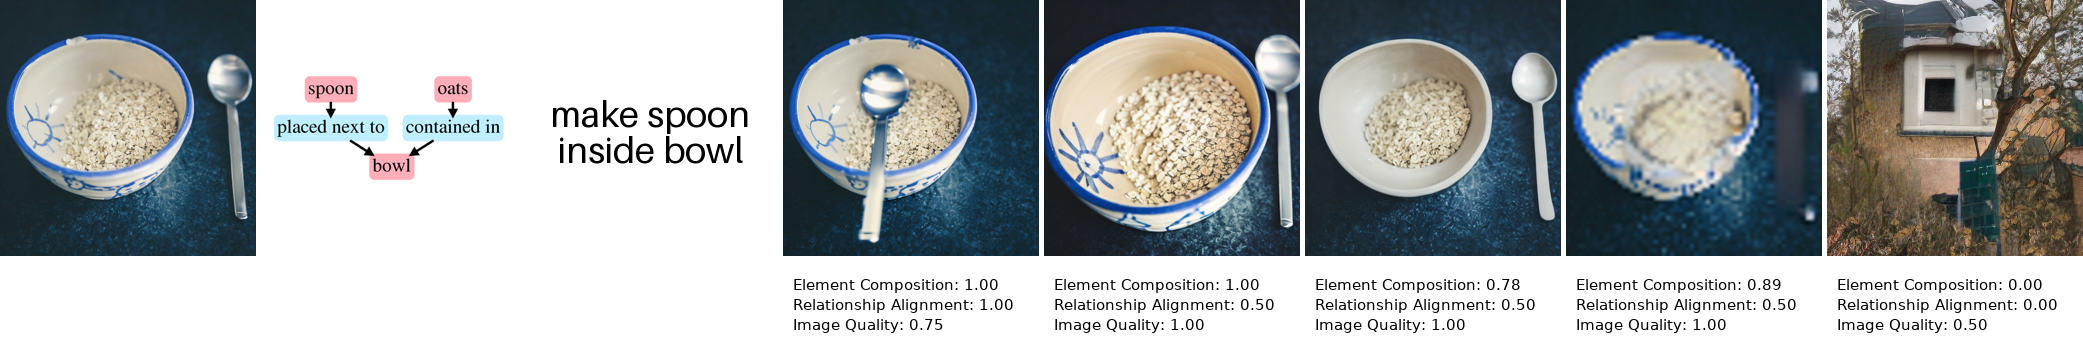 spoon
oats
placed next to
contained in
bowl
make spoon
inside bowl
Element Composition: 1.00
Relationship Alignment: 1.00
Image Quality: 0.75
Element Composition: 1.00
Relationship Alignment: 0.50
Image Quality: 1.00
Element Composition: 0.78
Relationship Alignment: 0.50
Image Quality: 1.00
Element Composition: 0.89
Relationship Alignment: 0.50
Image Quality: 1.00
Element Composition: 0.00
Relationship Alignment: 0.00
Image Quality: 0.50